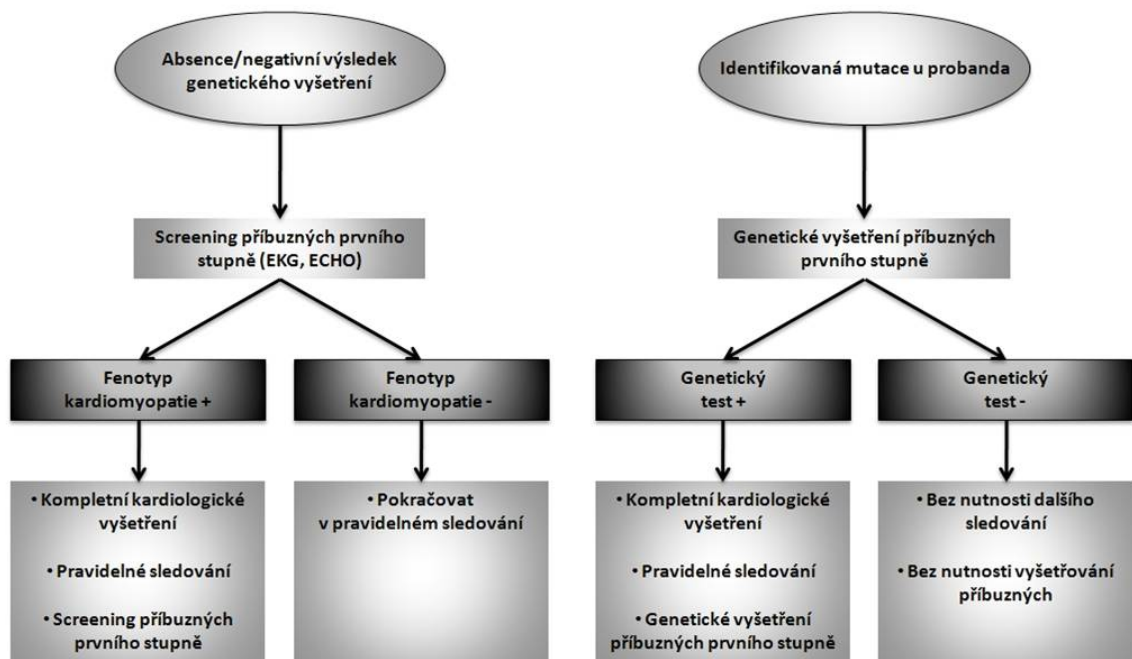 Absence/negativní výsledek
genetického vyšetření
Screening příbuzných prvního
stupně (EKG, ECHO)
Fenotyp
kardiomyopatie +
Fenotyp
kardiomyopatie -
• Kompletní kardiologické
vyšetření
• Pravidelné sledování
• Screening příbuzných
prvního stupně
• Pokračovat
v pravidelném sledování
Identifikovaná mutace u probanda
Genetické vyšetření příbuzných
prvního stupně
Genetický
test +
Genetický
test -
• Kompletní kardiologické
vyšetření
• Pravidelné sledování
• Genetické vyšetření
příbuzných prvního stupně
• Bez nutnosti dalšího
sledování
• Bez nutnosti vyšetřování
příbuzných